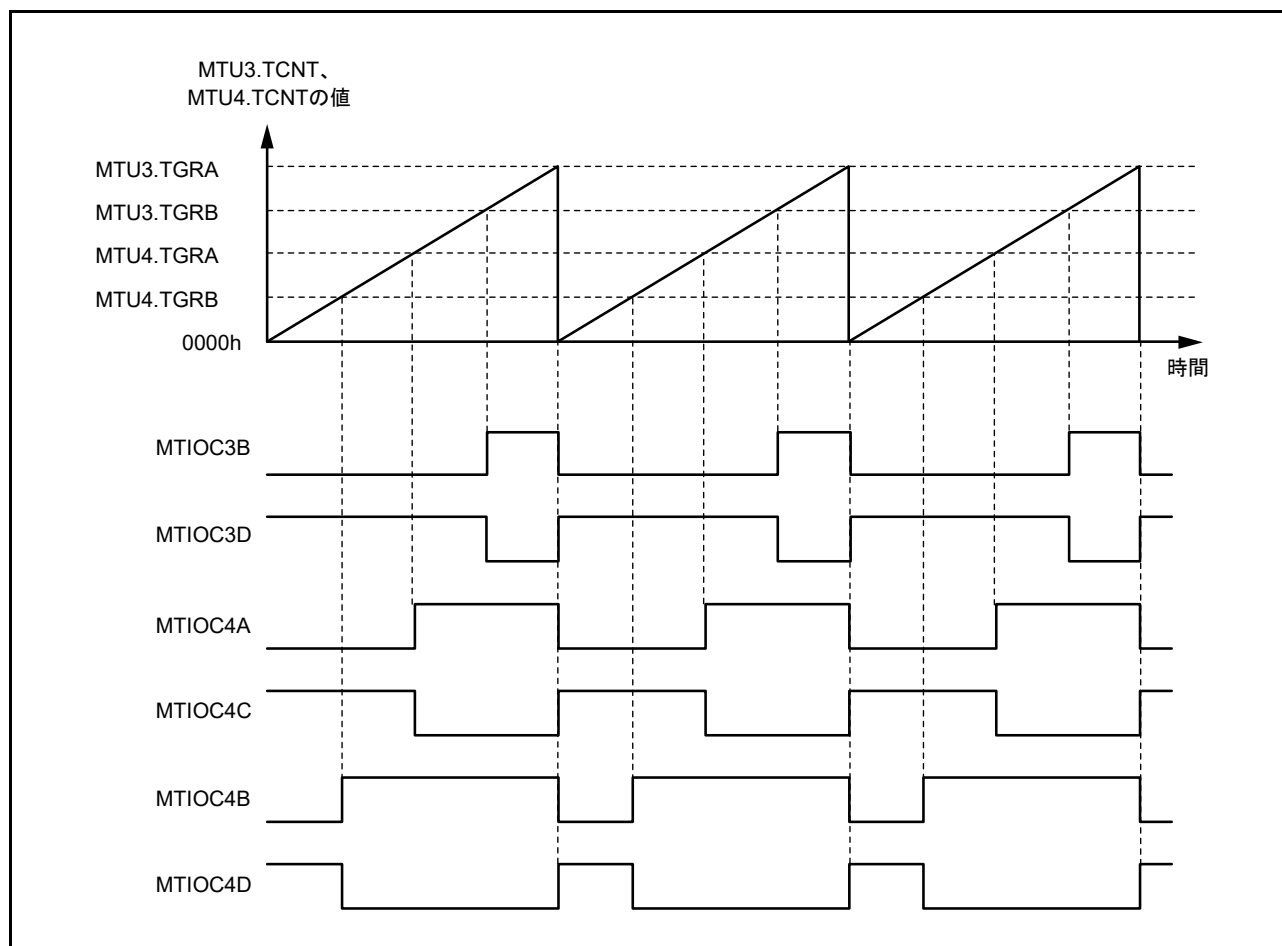 MTU3.TCNT、
MTU4.TCNTの値
MTU3.TGRA
MTU3.TGRB
MTU4.TGRA
MTU4.TGRB
0000h
時間
MTIOC3B
MTIOC3D
MTIOC4A
MTIOC4C
MTIOC4B
MTIOC4D